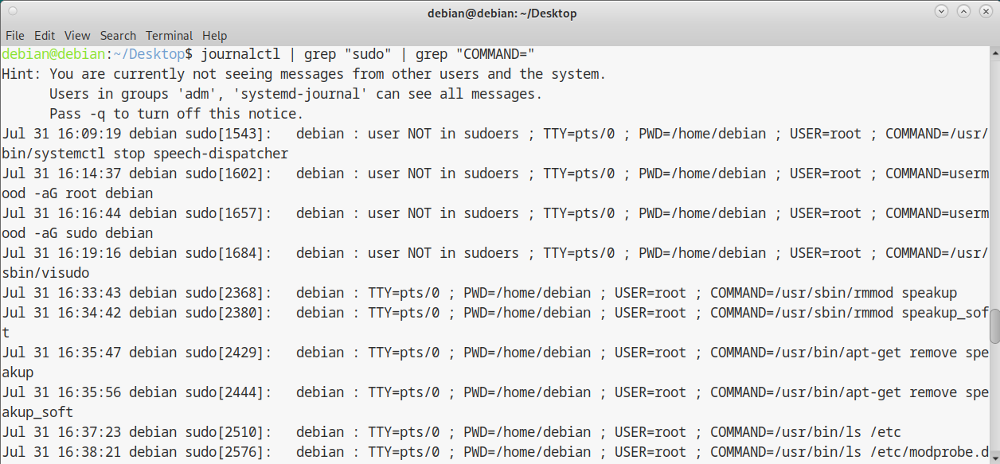 debian@debian: ~/Desktop
File Edit View Search Terminal Help
debian@debian:~/Desktop$ journalctl | grep "sudo" | grep "COMMAND="
Hint: You are currently not seeing messages from other users and the system.
      Users in groups 'adm', 'systemd-journal' can see all messages.
      Pass -q to turn off this notice.
Jul 31 16:09:19 debian sudo[1543]:   debian : user NOT in sudoers ; TTY=pts/0 ; PWD=/home/debian ; USER=root ; COMMAND=/usr/
bin/systemctl stop speech-dispatcher
Jul 31 16:14:37 debian sudo[1602]:   debian : user NOT in sudoers ; TTY=pts/0 ; PWD=/home/debian ; USER=root ; COMMAND=userm
ood -aG root debian
Jul 31 16:16:44 debian sudo[1657]:   debian : user NOT in sudoers ; TTY=pts/0 ; PWD=/home/debian ; USER=root ; COMMAND=userm
ood -aG sudo debian
Jul 31 16:19:16 debian sudo[1684]:   debian : user NOT in sudoers ; TTY=pts/0 ; PWD=/home/debian ; USER=root ; COMMAND=/usr/
sbin/visudo
Jul 31 16:33:43 debian sudo[2368]:   debian : TTY=pts/0 ; PWD=/home/debian ; USER=root ; COMMAND=/usr/sbin/rmmod speakup
Jul 31 16:34:42 debian sudo[2380]:   debian : TTY=pts/0 ; PWD=/home/debian ; USER=root ; COMMAND=/usr/sbin/rmmod speakup_sof
t
Jul 31 16:35:47 debian sudo[2429]:   debian : TTY=pts/0 ; PWD=/home/debian ; USER=root ; COMMAND=/usr/bin/apt-get remove spe
akup
Jul 31 16:35:56 debian sudo[2444]:   debian : TTY=pts/0 ; PWD=/home/debian ; USER=root ; COMMAND=/usr/bin/apt-get remove spe
akup_soft
Jul 31 16:37:23 debian sudo[2510]:   debian : TTY=pts/0 ; PWD=/home/debian ; USER=root ; COMMAND=/usr/bin/ls /etc
Jul 31 16:38:21 debian sudo[2576]:   debian : TTY=pts/0 ; PWD=/home/debian ; USER=root ; COMMAND=/usr/bin/ls /etc/modprobe.d